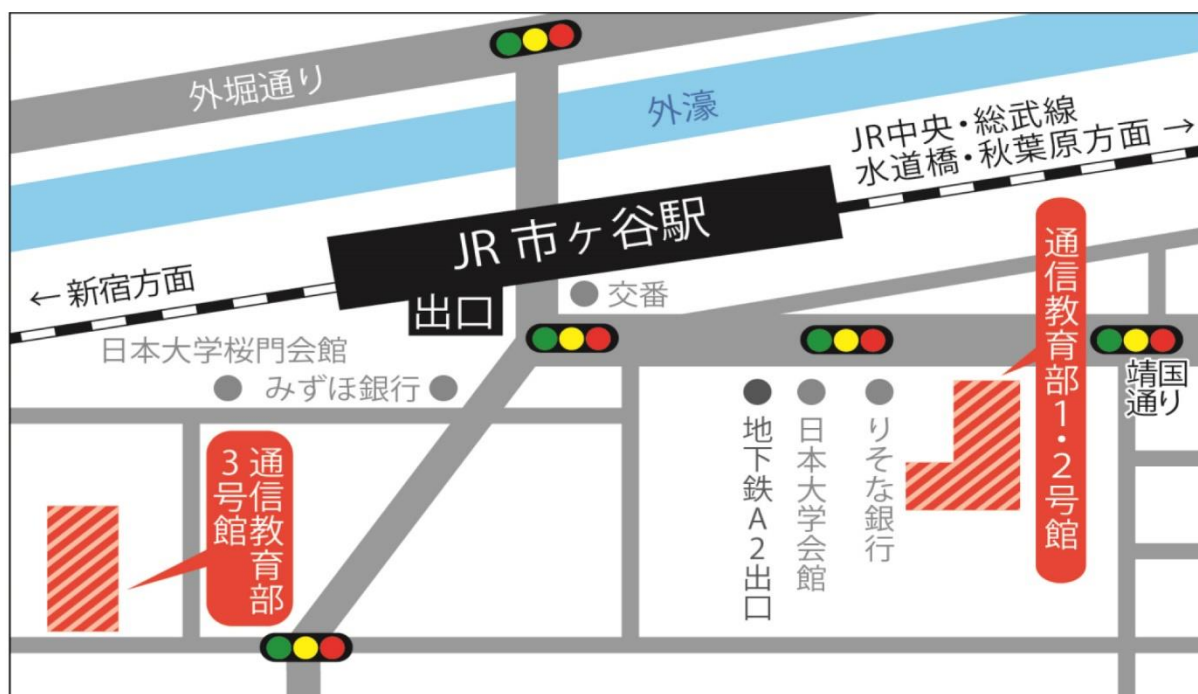 外堀通り
外濠
JR中央・総武線
水道橋・秋葉原方面 →
JR 市ヶ谷駅
← 新宿方面
出口
交番
日本大学桜門会館
みずほ銀行
靖国
通り
地下鉄A2出口
日本大学会館
りそな銀行
通信教育部1・2号館
通信教育部
3号館